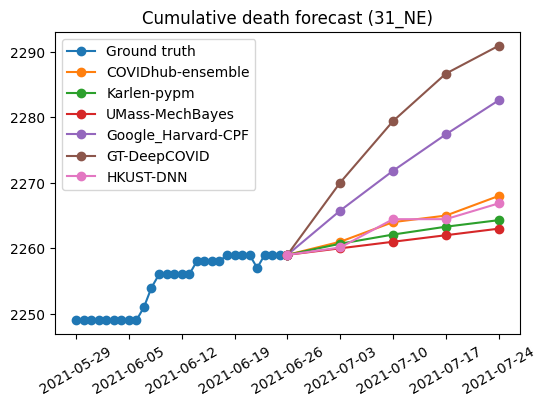 Cumulative death forecast (31_NE)
2290
2280
2270
2260
2250
Ground truth
COVIDhub-ensemble
Karlen-pypm
UMass-MechBayes
Google_Harvard-CPF
GT-DeepCOVID
HKUST-DNN
2021-05-29
2021-06-05
2021-06-12
2021-06-19
2021-06-26
2021-07-03
2021-07-10
2021-07-17
2021-07-24